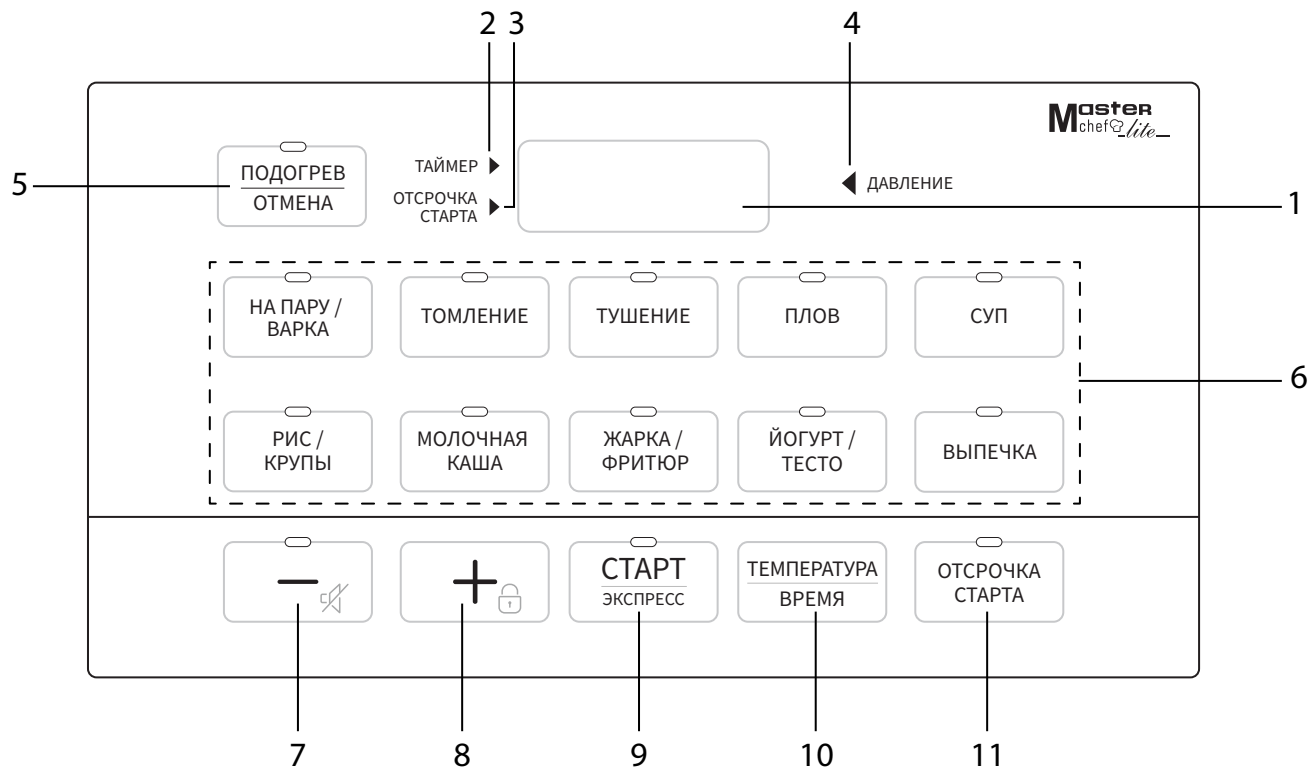 2 3 4
Master
chef lite
5
ПОДОГРЕВ
ОТМЕНА
ТАЙМЕР
ОТСРОЧКА
СТАРТА
ДАВЛЕНИЕ
1
НА ПАРУ /
ВАРКА
ТОМЛЕНИЕ
ТУШЕНИЕ
ПЛОВ
СУП
6
РИС /
КРУПЫ
МОЛОЧНАЯ
КАША
ЖАРКА /
ФРИТЮР
ЙОГУРТ /
ТЕСТО
ВЫПЕЧКА
−
+
СТАРТ
ЭКСПРЕСС
ТЕМПЕРАТУРА
ВРЕМЯ
ОТСРОЧКА
СТАРТА
7 8 9 10 11